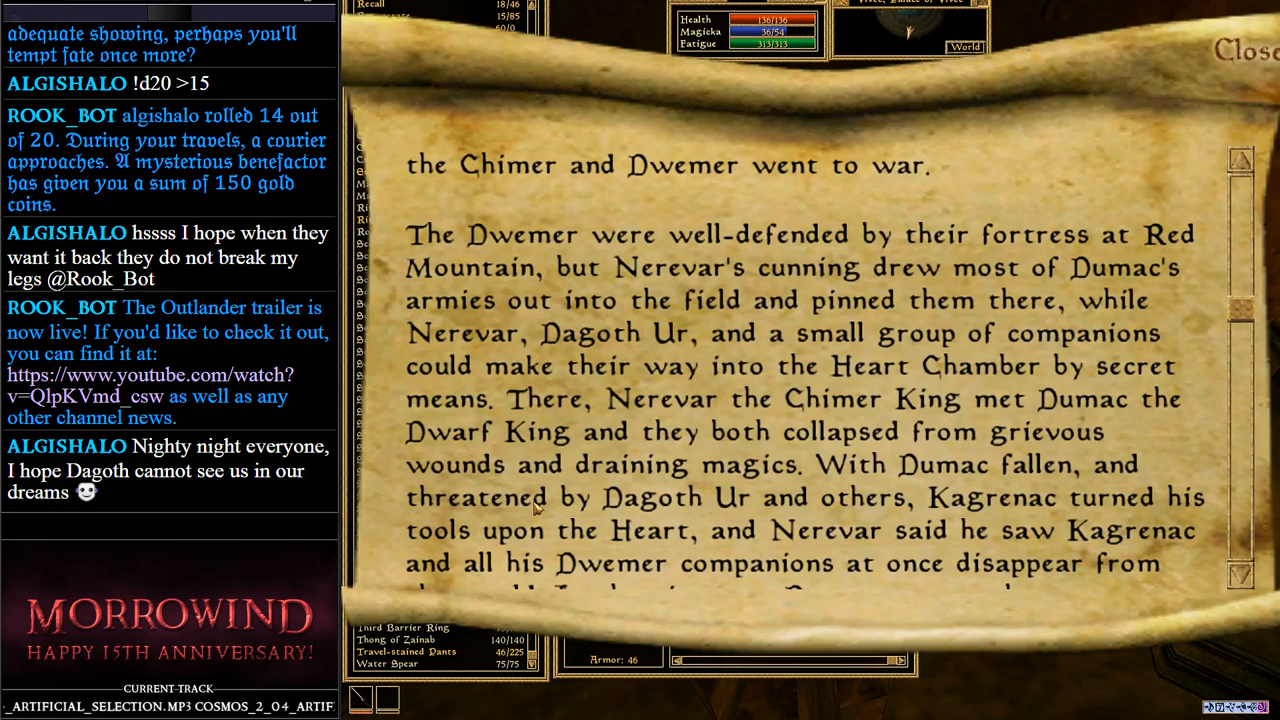 adequate showing, perhaps you'll
tempt fate once more?
ALGISHALO !d20 >15
ROOK_BOT algishalo rolled 14 out
of 20. During your travels, a courier
approaches. A mysterious benefactor
has given you a sum of 150 gold
coins.
ALGISHALO hssss I hope when they
want it back they do not break my
legs @Rook_Bot
ROOK_BOT The Outlander trailer is
now live! If you'd like to check it out,
you can find it at:
https://www.youtube.com/watch?
v=QlpKVmd_csw as well as any
other channel news.
ALGISHALO Nighty night everyone,
I hope Dagoth cannot see us in our
dreams
MORROWIND
HAPPY 15TH ANNIVERSARY!
CURRENT TRACK
._ARTIFICIAL_SELECTION.MP3 COSMOS_2_04_ARTIF
Recall 18/46
15/85
60/0
Health 136/136
Magicka 36/54
Fatigue 313/313
World
Close
the Chimer and Dwemer went to war.
The Dwemer were well-defended by their fortress at Red
Mountain, but Nerevar's cunning drew most of Dumac's
armies out into the field and pinned them there, while
Nerevar, Dagoth Ur, and a small group of companions
could make their way into the Heart Chamber by secret
means. There, Nerevar the Chimer King met Dumac the
Dwarf King and they both collapsed from grievous
wounds and draining magics. With Dumac fallen, and
threatened by Dagoth Ur and others, Kagrenac turned his
tools upon the Heart, and Nerevar said he saw Kagrenac
and all his Dwemer companions at once disappear from
Third Barrier Ring
Thong of Zainab 140/140
Travel-stained Pants 46/225
Water Spear 75/75
Armor: 46